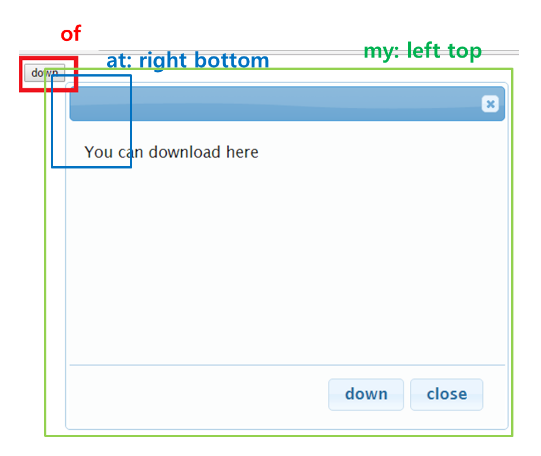 of
at: right bottom
my: left top
down
You can download here
down
close